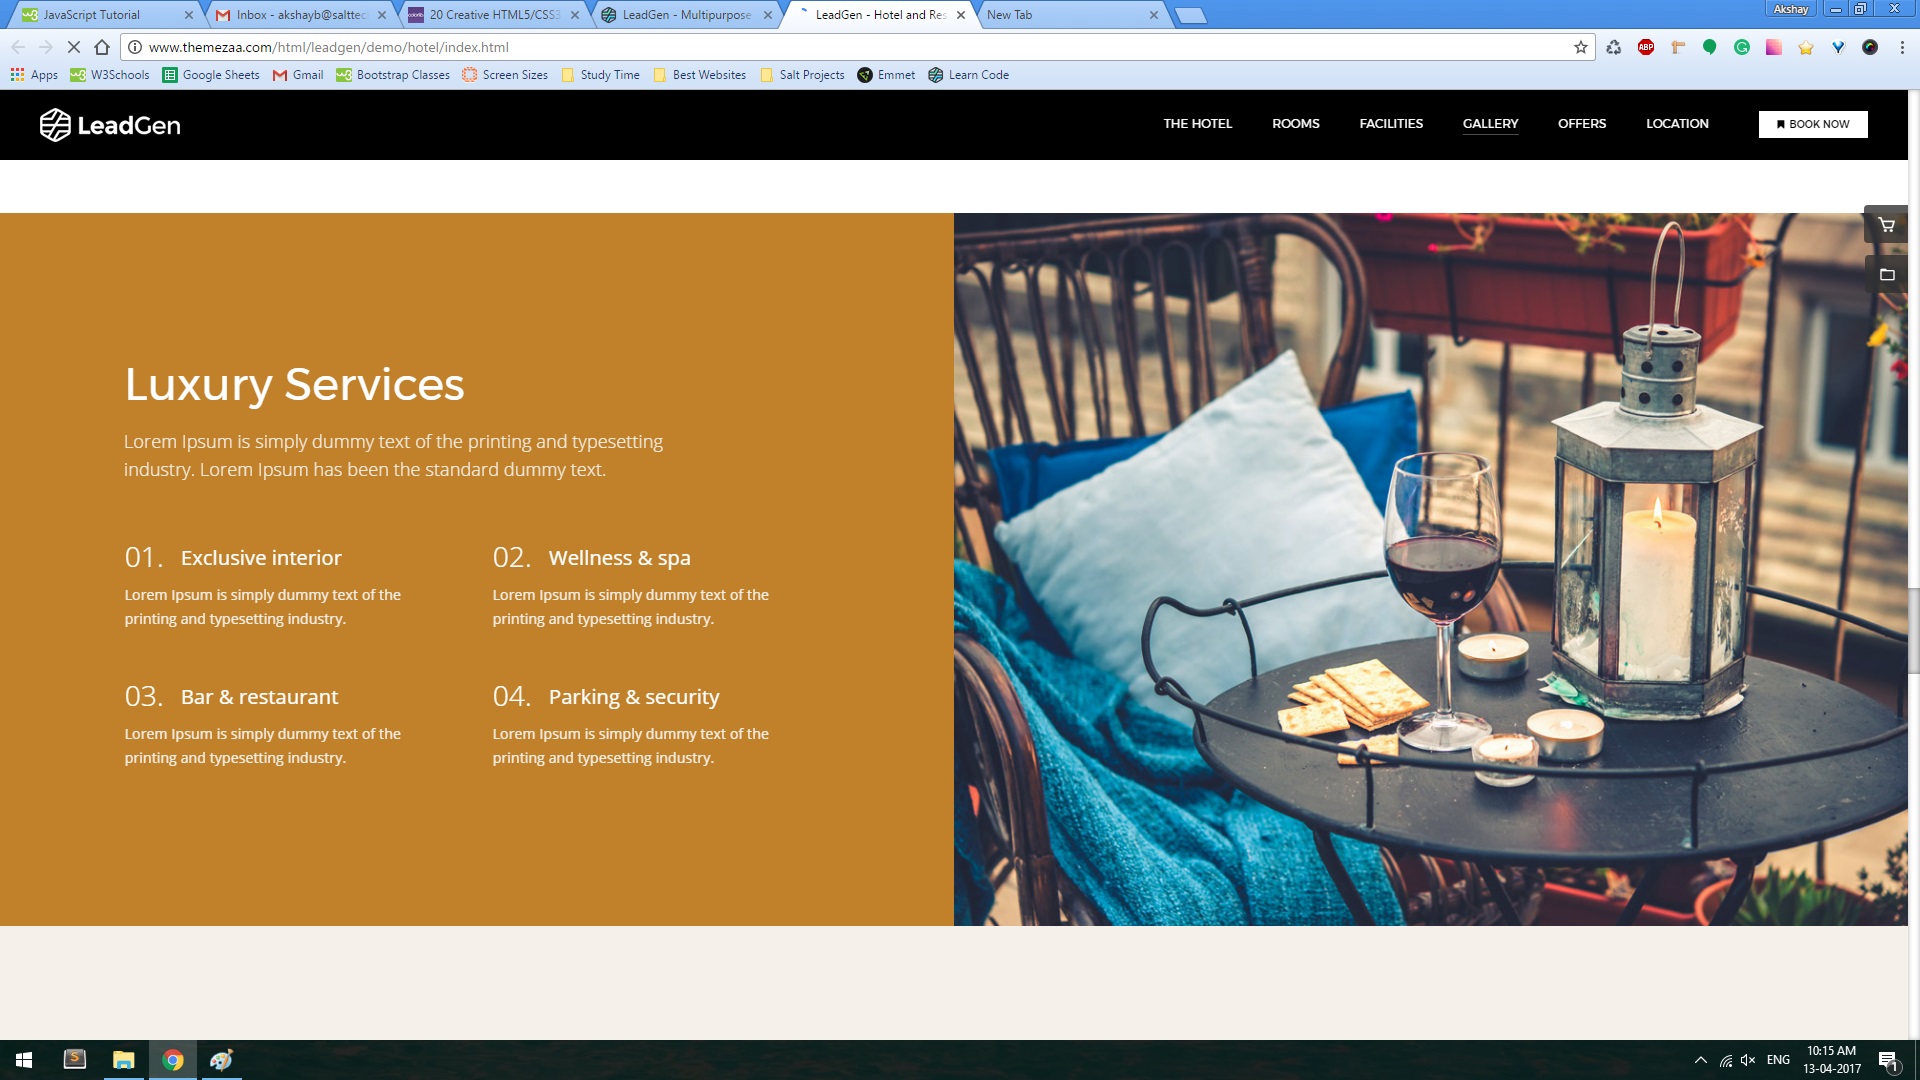 JavaScript Tutorial
Inbox - akshayb@salttec
20 Creative HTML5/CSS3
LeadGen - Multipurpose
LeadGen - Hotel and Res
New Tab
Akshay
www.themezaa.com/html/leadgen/demo/hotel/index.html
ABP
Apps
W3Schools
Google Sheets
Gmail
Bootstrap Classes
Screen Sizes
Study Time
Best Websites
Salt Projects
Emmet
Learn Code
LeadGen
THE HOTEL
ROOMS
FACILITIES
GALLERY
OFFERS
LOCATION
BOOK NOW
Luxury Services
Lorem Ipsum is simply dummy text of the printing and typesetting
industry. Lorem Ipsum has been the standard dummy text.
01. Exclusive interior
Lorem Ipsum is simply dummy text of the
printing and typesetting industry.
02. Wellness & spa
Lorem Ipsum is simply dummy text of the
printing and typesetting industry.
03. Bar & restaurant
Lorem Ipsum is simply dummy text of the
printing and typesetting industry.
04. Parking & security
Lorem Ipsum is simply dummy text of the
printing and typesetting industry.
ENG
10:15 AM
13-04-2017
1